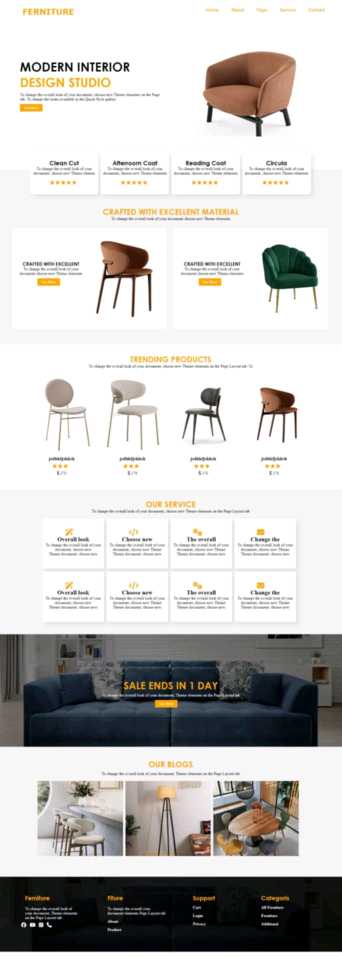 FERNITURE
Home About Page Service Contact
MODERN INTERIOR
DESIGN STUDIO
To change the overall look of your document, choose new Theme elements on the Page
tab. To change the looks available in the Quick Style gallery
Clean Cut
To change the overall look of your
document, choose new Theme elements
Afternoom Coat
To change the overall look of your
document, choose new Theme elements
Reading Coat
To change the overall look of your
document, choose new Theme elements
Circula
To change the overall look of your
document, choose new Theme elements
CRAFTED WITH EXCELLENT MATERIAL
To change the overall look of your document, choose new Theme elements
CRAFTED WITH EXCELLENT
To change the overall look of your
document, choose new Theme elements
CRAFTED WITH EXCELLENT
To change the overall look of your
document, choose new Theme elements
TRENDING PRODUCTS
To change the overall look of your document, choose new Theme elements on the Page Layout tab. To
OUR SERVICE
To change the overall look of your document, choose new Theme elements on the Page Layout tab
Overall look
To change the overall look of your
document, choose new Theme
Theme document, choose new Theme
Choose new
To change the overall look of your
document, choose new Theme
Theme document, choose new Theme
The overall
To change the overall look of your
document, choose new Theme
Theme document, choose new Theme
Change the
To change the overall look of your
document, choose new Theme
Theme document, choose new Theme
Overall look
To change the overall look of your
document, choose new Theme
Theme document, choose new Theme
Choose new
To change the overall look of your
document, choose new Theme
Theme document, choose new Theme
The overall
To change the overall look of your
document, choose new Theme
Theme document, choose new Theme
Change the
To change the overall look of your
document, choose new Theme
Theme document, choose new Theme
SALE ENDS IN 1 DAY
To change the overall look of your document, choose new Theme elements on the Page Layout tab
OUR BLOGS
To change the overall look of your document, choose new Theme elements on the Page Layout tab
Ferniture
To change the overall look of
your document, choose new
Theme elements on the Page
Fiture
To change the overall look of your
document elements Page Layout tab
About
Product
Support
Cart
Login
Privacy
Categoris
All Furniture
Furniture
Additional